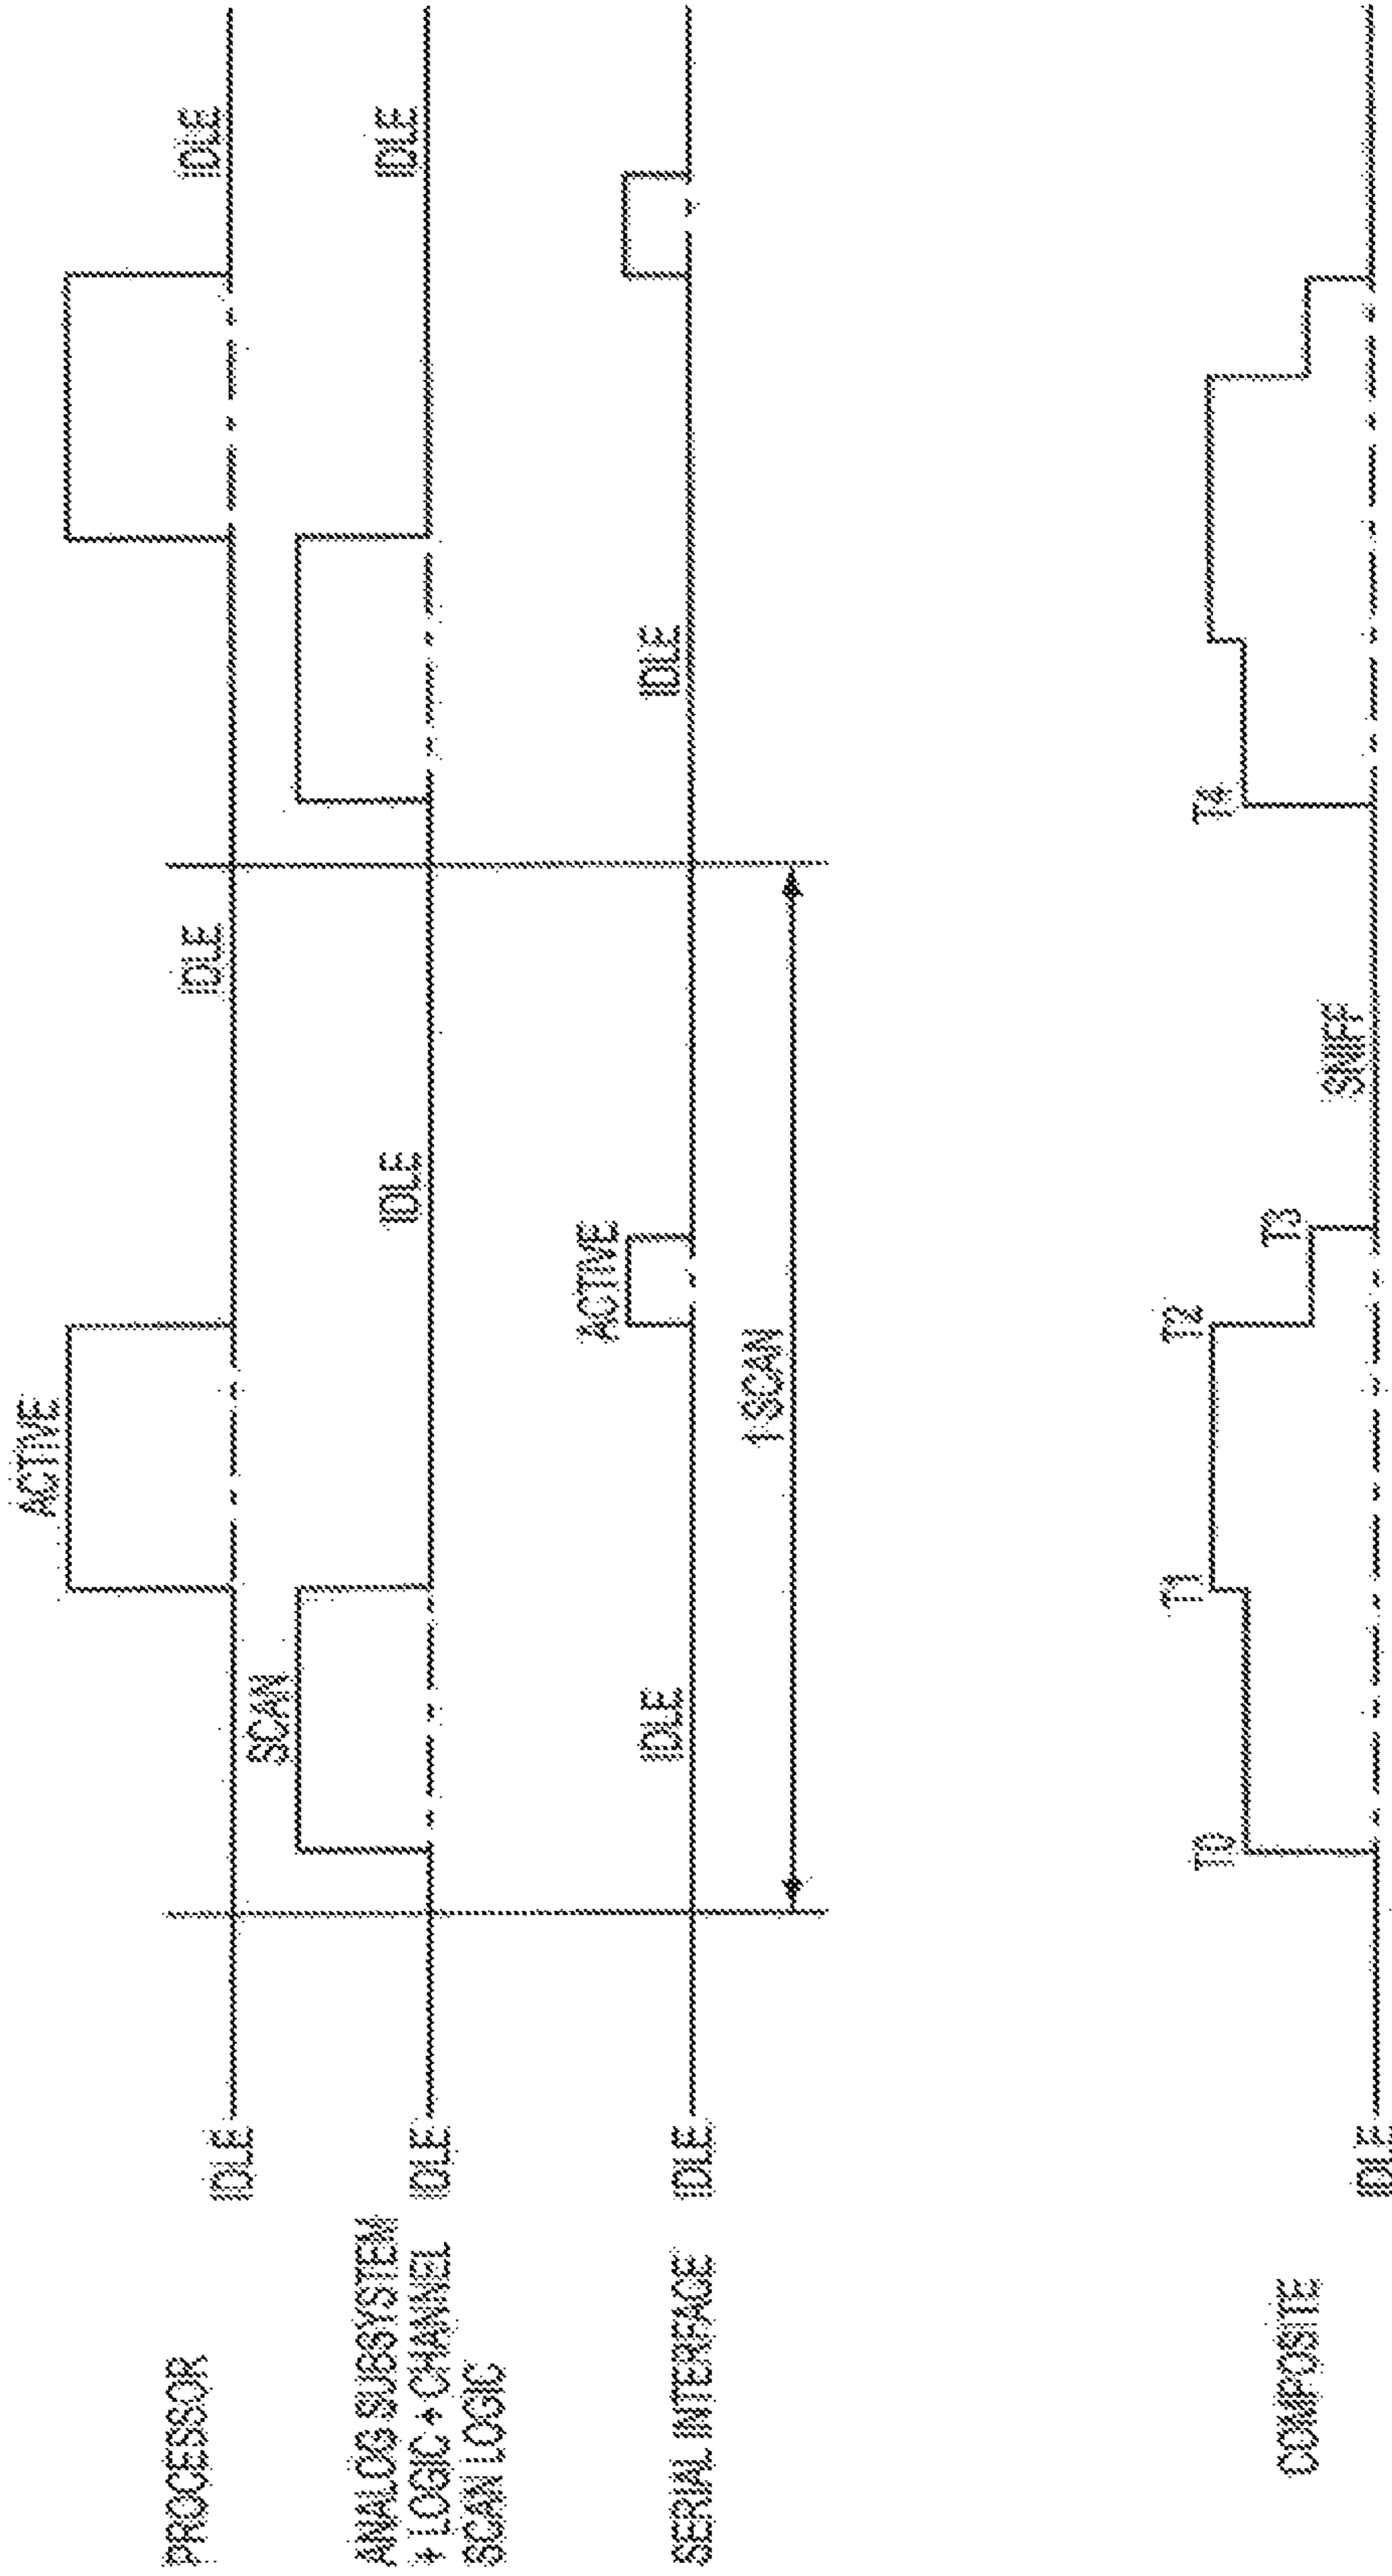 PROCESSOR
IDLE
ACTIVE
IDLE
IDLE
ANALOG SUBSYSTEM
+ LOGIC + CHANNEL
SCAN LOGIC
IDLE
SCAN
IDLE
IDLE
SERIAL INTERFACE
IDLE
IDLE
ACTIVE
IDLE
1 SCAN
COMPOSITE
IDLE
T0
T1
T2
T3
SNIFF
T4